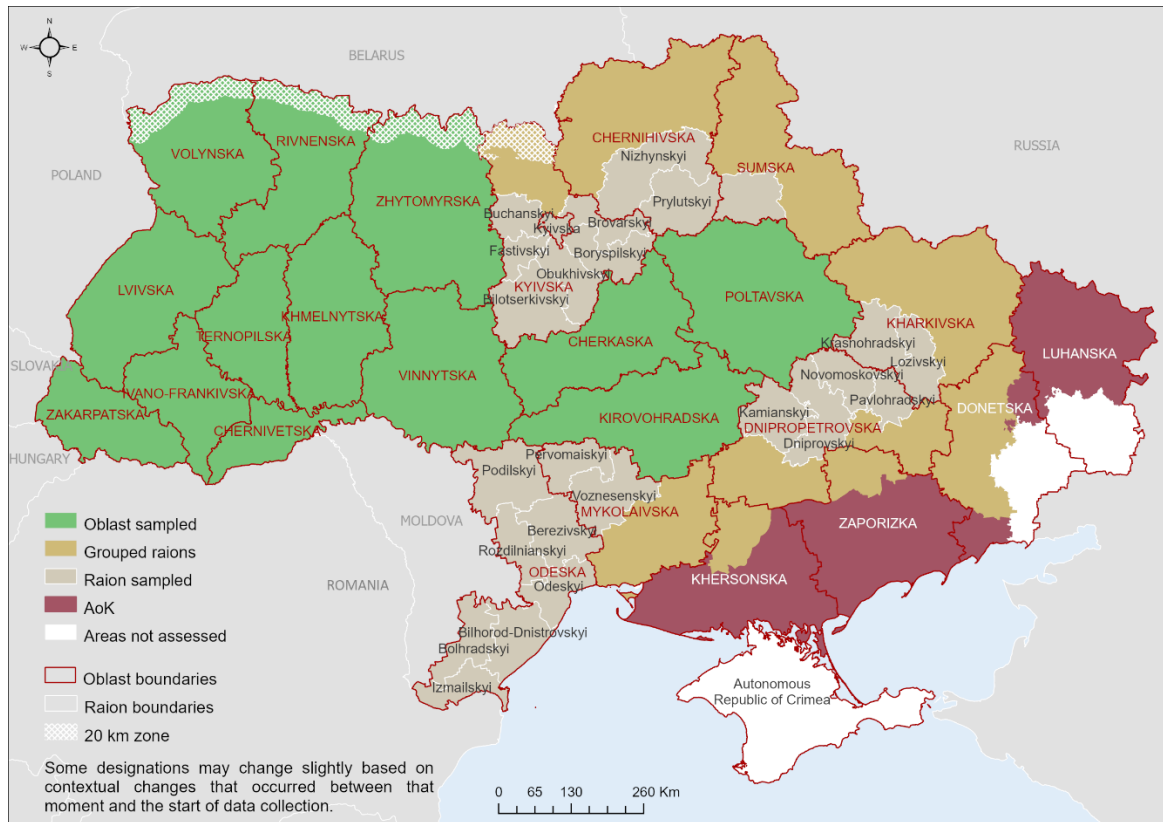 N
W E
S
BELARUS
RUSSIA
POLAND
SLOVAKIA
HUNGARY
MOLDOVA
ROMANIA
VOLYNSKA
RIVNENSKA
ZHYTOMYRSKA
CHERNIHIVSKA
Nizhynskyi
SUMSKA
Prylutskyi
Buchanskyi
Kyivska
Brovarskyi
Fastivskyi
Boryspilskyi
Obukhivskyi
KYIVSKA
Bilotserkivskyi
LVIVSKA
TERNOPILSKA
KHMELNYTSKA
VINNYTSKA
CHERKASKA
POLTAVSKA
KHARKIVSKA
Krasnohradskyi
Lozivskyi
Novomoskovskyi
Pavlohradskyi
LUHANSKA
DONETSKA
IVANO-FRANKIVSKA
ZAKARPATSKA
CHERNIVETSKA
KIROVOHRADSKA
Kamianskyi
DNIPROPETROVSKA
Dniprovskyi
Pervomaiskyi
Podilskyi
Voznesenskyi
MYKOLAIVSKA
Berezivskyi
Rozdilnianskyi
ODESKA
Odeskyi
ZAPORIZKA
KHERSONSKA
Bilhorod-Dnistrovskyi
Bolhradskyi
Izmailskyi
Autonomous
Republic of Crimea
Oblast sampled
Grouped raions
Raion sampled
AoK
Areas not assessed
Oblast boundaries
Raion boundaries
20 km zone
Some designations may change slightly based on
contextual changes that occurred between that
moment and the start of data collection.
0 65 130 260 Km